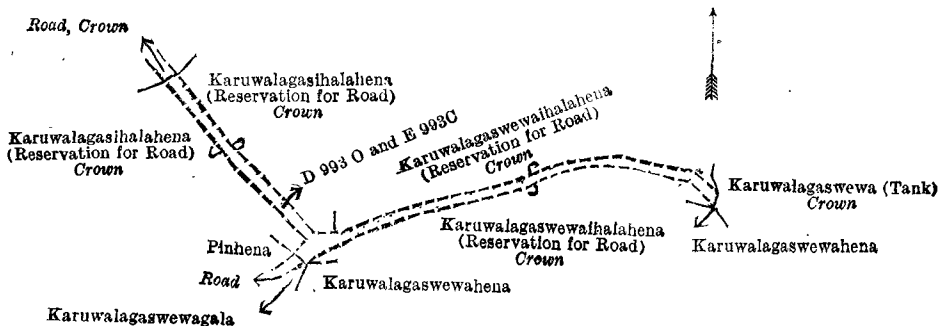 Road, Crown
Karuwalagasihalahena
(Reservation for Road)
Crown
Karuwalagasihalahena
(Reservation for Road)
Crown
D 993 O and E 993C
Karuwalagaswewaihalahena
(Reservation for Road)
Crown
Karuwalagaswewa (Tank)
Crown
Karuwalagaswewahena
Karuwalagaswewaihalahena
(Reservation for Road)
Crown
Pinhena
Road
Karuwalagaswewahena
Karuwalagaswewagala